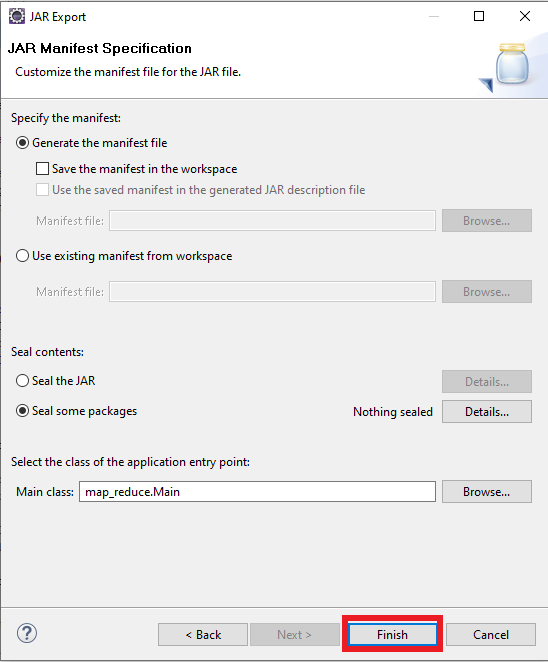 JAR Export
JAR Manifest Specification
Customize the manifest file for the JAR file.
Specify the manifest:
Generate the manifest file
Save the manifest in the workspace
Use the saved manifest in the generated JAR description file
Manifest file: Browse...
Use existing manifest from workspace
Manifest file: Browse...
Seal contents:
Seal the JAR Details...
Seal some packages Nothing sealed Details...
Select the class of the application entry point:
Main class: map_reduce.Main Browse...
? < Back Next > Finish Cancel